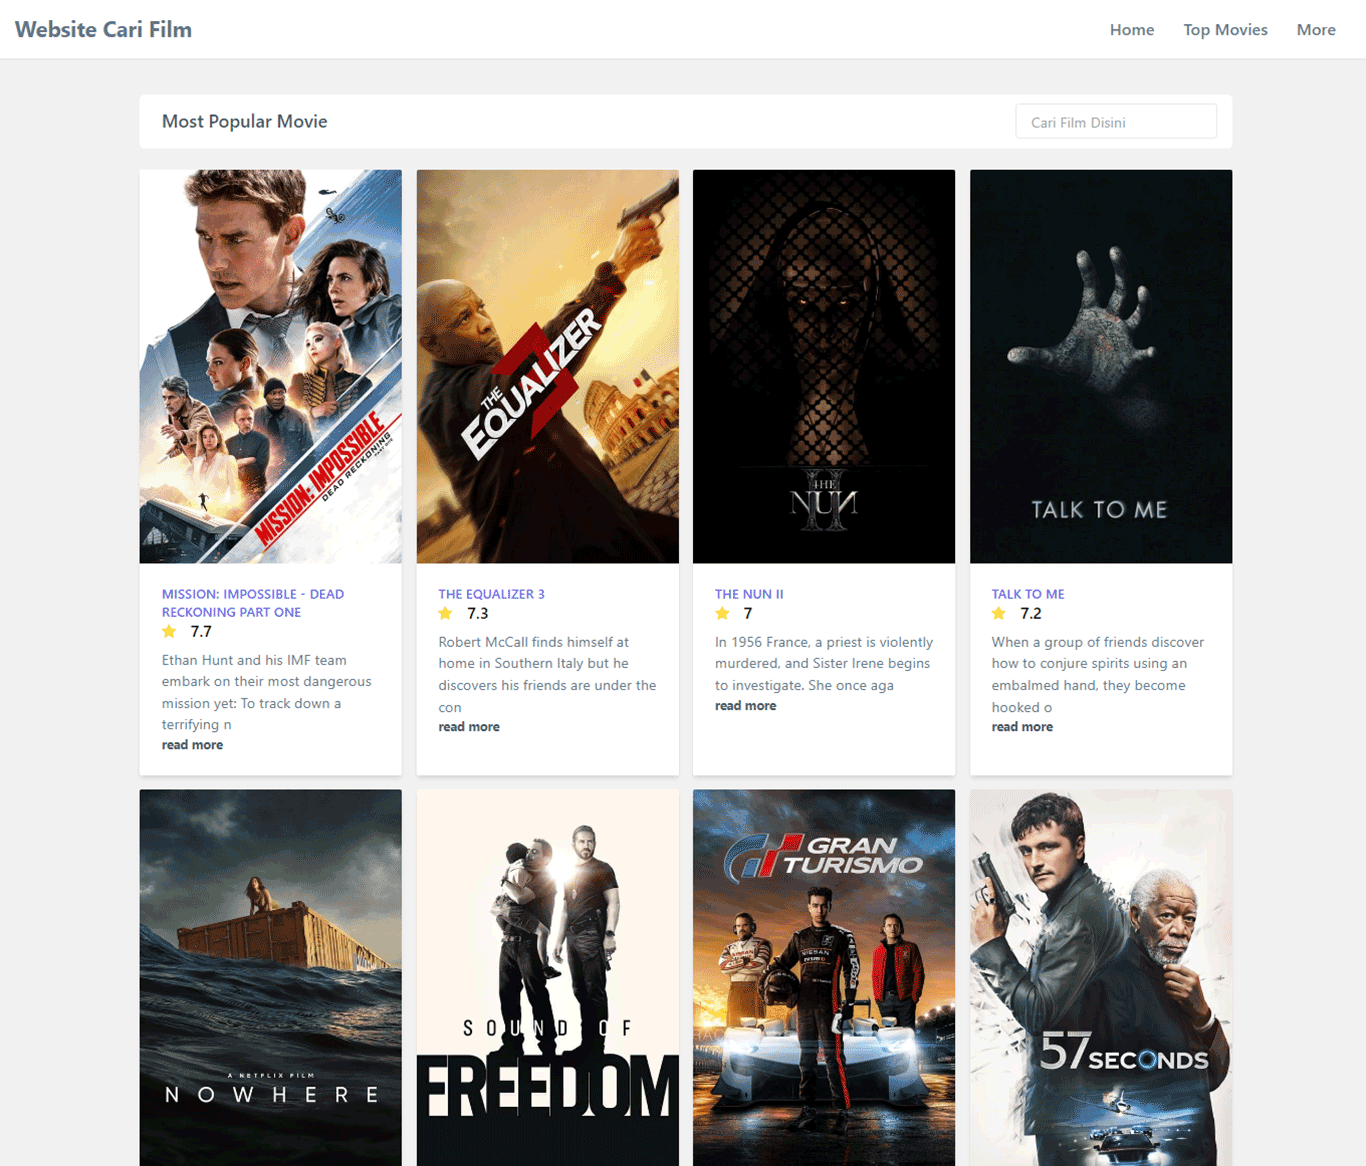 Website Cari Film
Home
Top Movies
More
Most Popular Movie
Cari Film Disini
MISSION: IMPOSSIBLE
DEAD RECKONING
PART ONE
THE
EQUALIZER
3
THE
NUN
II
TALK TO ME
MISSION: IMPOSSIBLE - DEAD
RECKONING PART ONE
7.7
Ethan Hunt and his IMF team
embark on their most dangerous
mission yet: To track down a
terrifying n
read more
THE EQUALIZER 3
7.3
Robert McCall finds himself at
home in Southern Italy but he
discovers his friends are under the
con
read more
THE NUN II
7
In 1956 France, a priest is violently
murdered, and Sister Irene begins
to investigate. She once aga
read more
TALK TO ME
7.2
When a group of friends discover
how to conjure spirits using an
embalmed hand, they become
hooked o
read more
A NETFLIX FILM
NOWHERE
SOUND OF
FREEDOM
GRAN
TURISMO
NISSAN
57 SECONDS